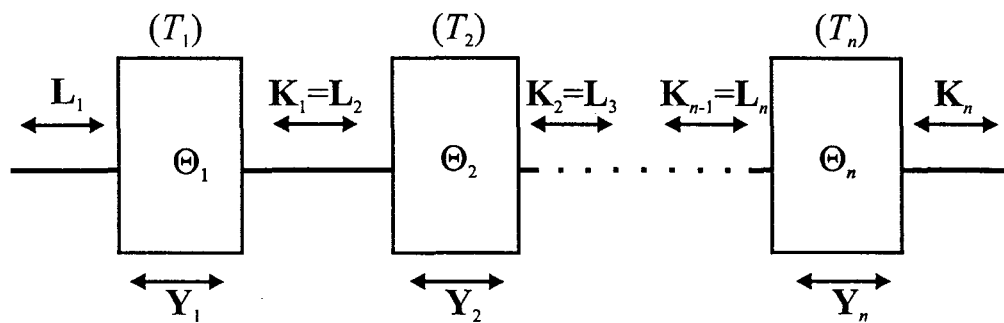 (T₁) (T₂) (Tₙ)
L₁ K₁=L₂ K₂=L₃ Kₙ₋₁=Lₙ Kₙ
Θ₁ Θ₂ Θₙ
Y₁ Y₂ Yₙ